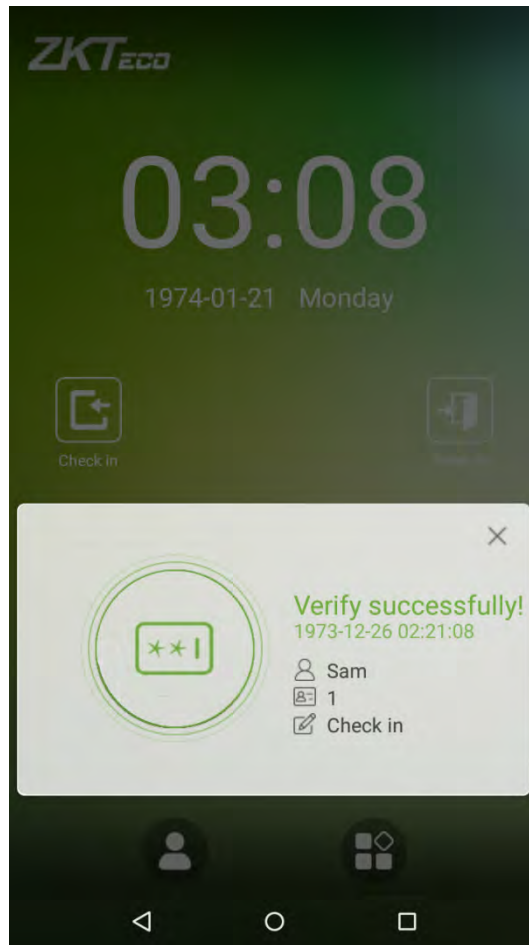 ZKTECO
03:08
1974-01-21 Monday
Check in
Verify successfully!
1973-12-26 02:21:08
Sam
1
Check in